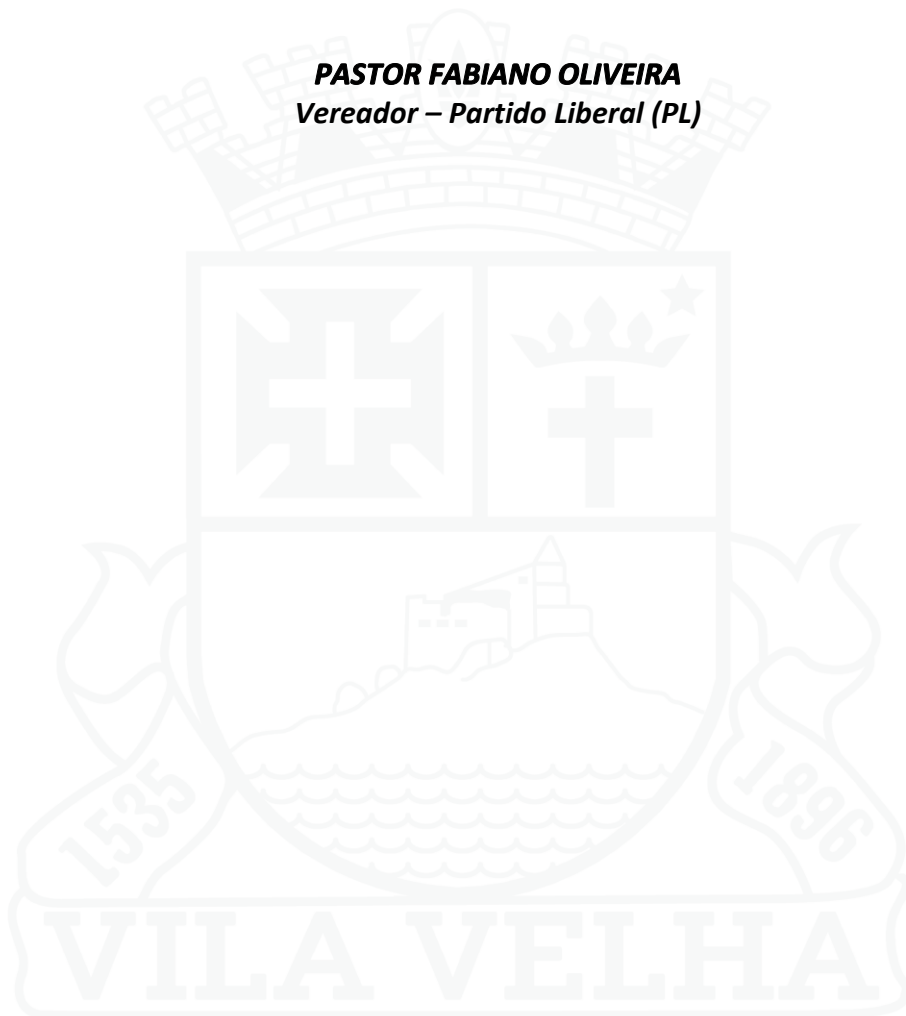 PASTOR FABIANO OLIVEIRA
Vereador – Partido Liberal (PL)
1535
1896
VILA VELHA